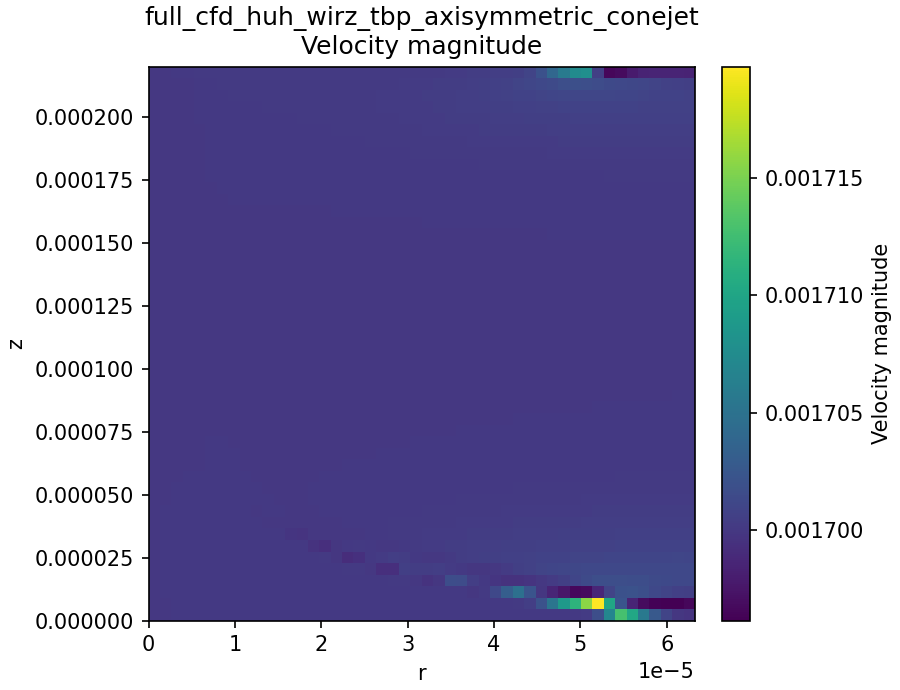 full_cfd_huh_wirz_tbp_axisymmetric_conejet
Velocity magnitude
0.000200
0.000175
0.000150
0.000125
0.000100
0.000075
0.000050
0.000025
0.000000
z
0 1 2 3 4 5 6
1e−5
r
0.001715
0.001710
0.001705
0.001700
Velocity magnitude